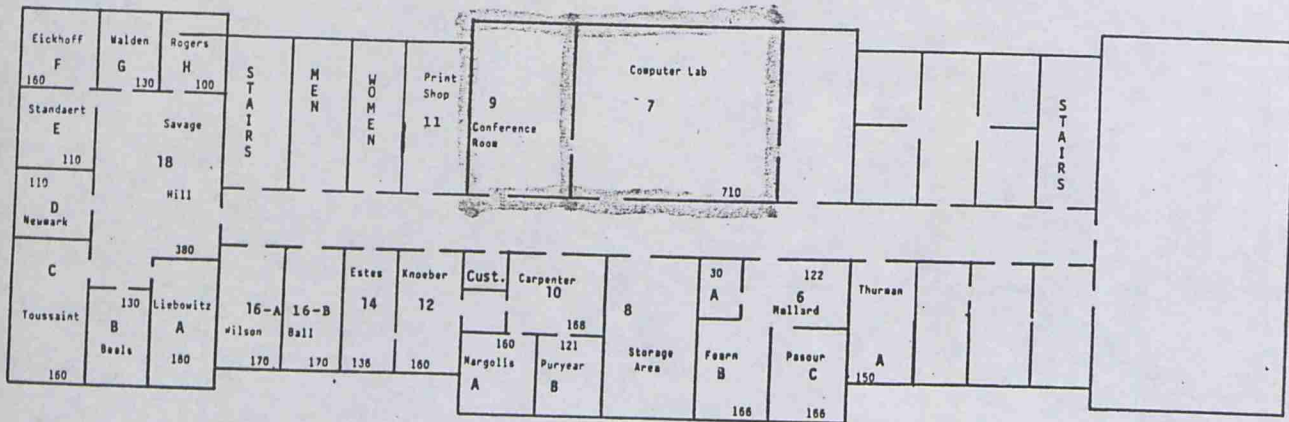 Eickhoff
F
160
Walden
G
130
Rogers
H
100
Standaert
E
110
Savage
18
Hill
380
110
D
Newmark
C
Toussaint
160
130
B
Beals
Liebowitz
A
180
STAIRS
MEN
WOMEN
Print
Shop
11
9
Conference
Room
Computer Lab
7
710
STAIRS
16-A
Wilson
170
16-B
Ball
170
Estes
14
138
Knoeber
12
160
Cust.
Carpenter
10
168
160
Margolis
A
121
Puryear
B
8
Storage
Area
30
A
Fearn
B
166
122
6
Mallard
Pasour
C
166
Thurman
A
150